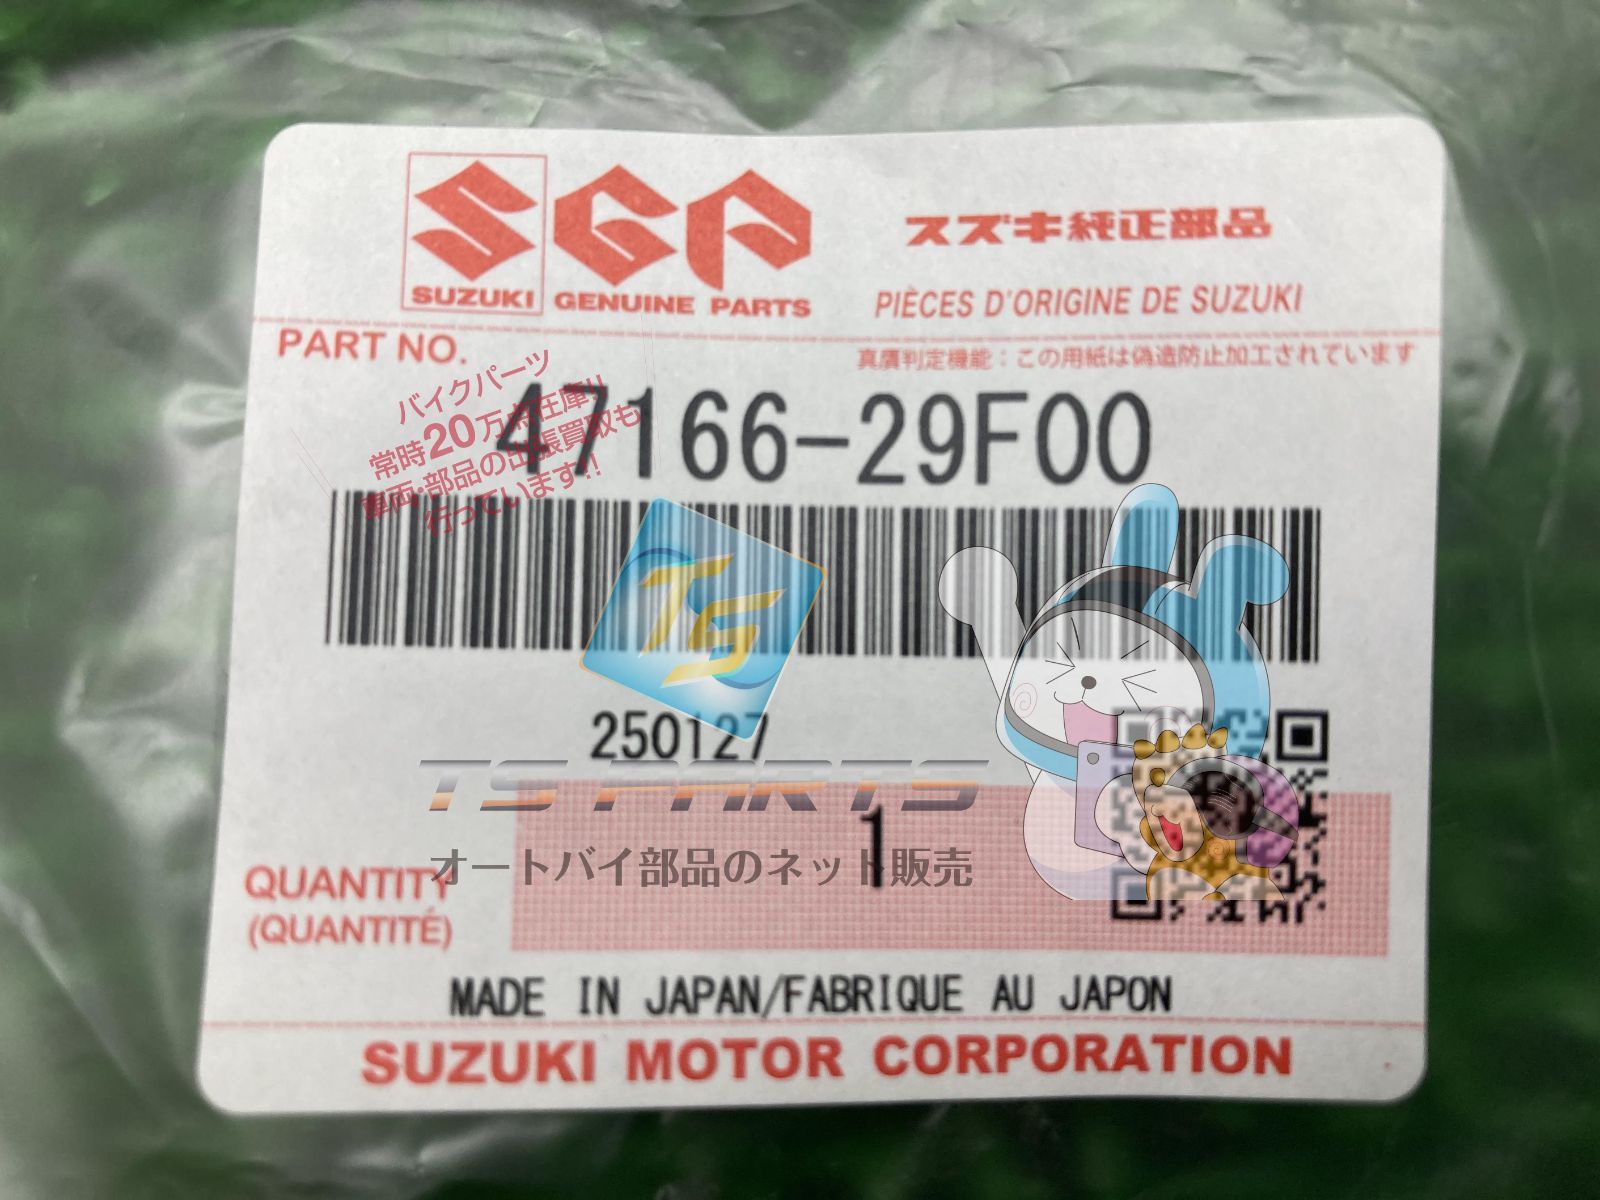 SUZUKI
GENUINE PARTS
スズキ純正部品
PIÈCES D'ORIGINE DE SUZUKI
PART NO.
真贋判定機能：この用紙は偽造防止加工されています
47166-29F00
バイクパーツ
常時20万点在庫!!
車両・部品の出張買取も
行っています!!
TS
250127
TS PARTS
オートバイ部品のネット販売
1
QUANTITY
(QUANTITÉ)
MADE IN JAPAN/FABRIQUE AU JAPON
SUZUKI MOTOR CORPORATION